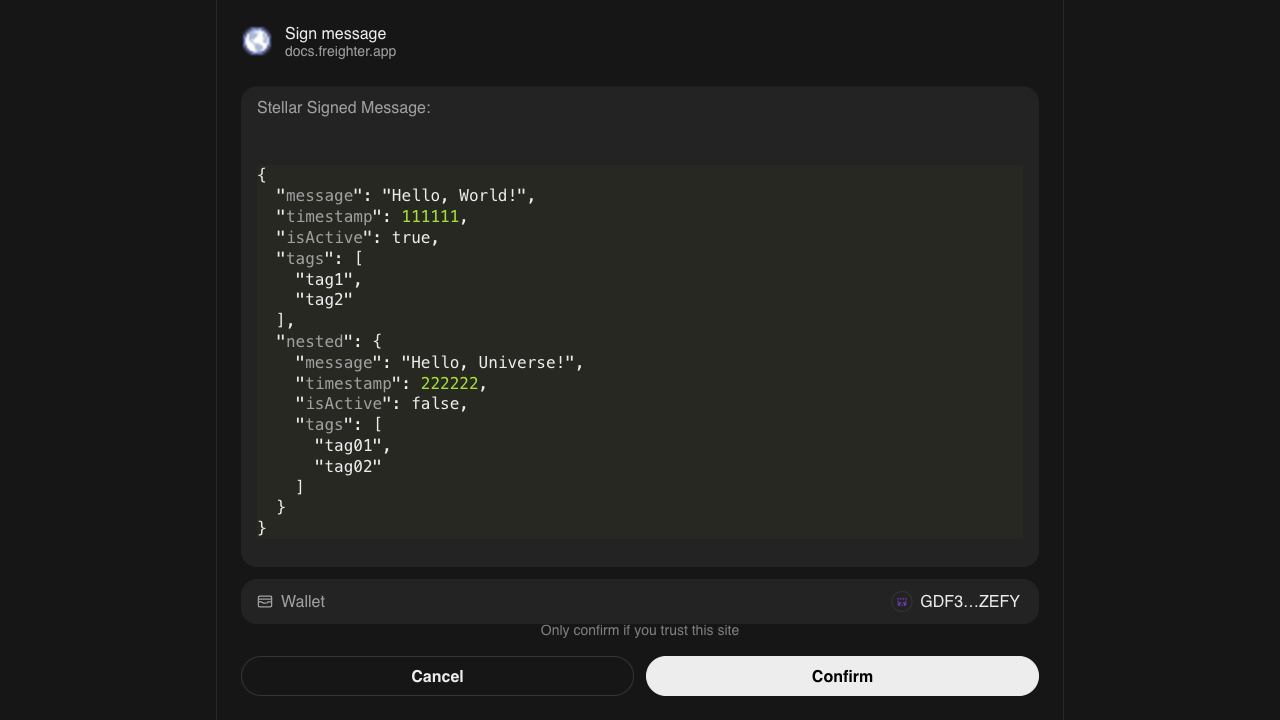 Sign message
docs.freighter.app
Stellar Signed Message:
{
  "message": "Hello, World!",
  "timestamp": 111111,
  "isActive": true,
  "tags": [
    "tag1",
    "tag2"
  ],
  "nested": {
    "message": "Hello, Universe!",
    "timestamp": 222222,
    "isActive": false,
    "tags": [
      "tag01",
      "tag02"
    ]
  }
}
Wallet GDF3...ZEFY
Only confirm if you trust this site
Cancel Confirm